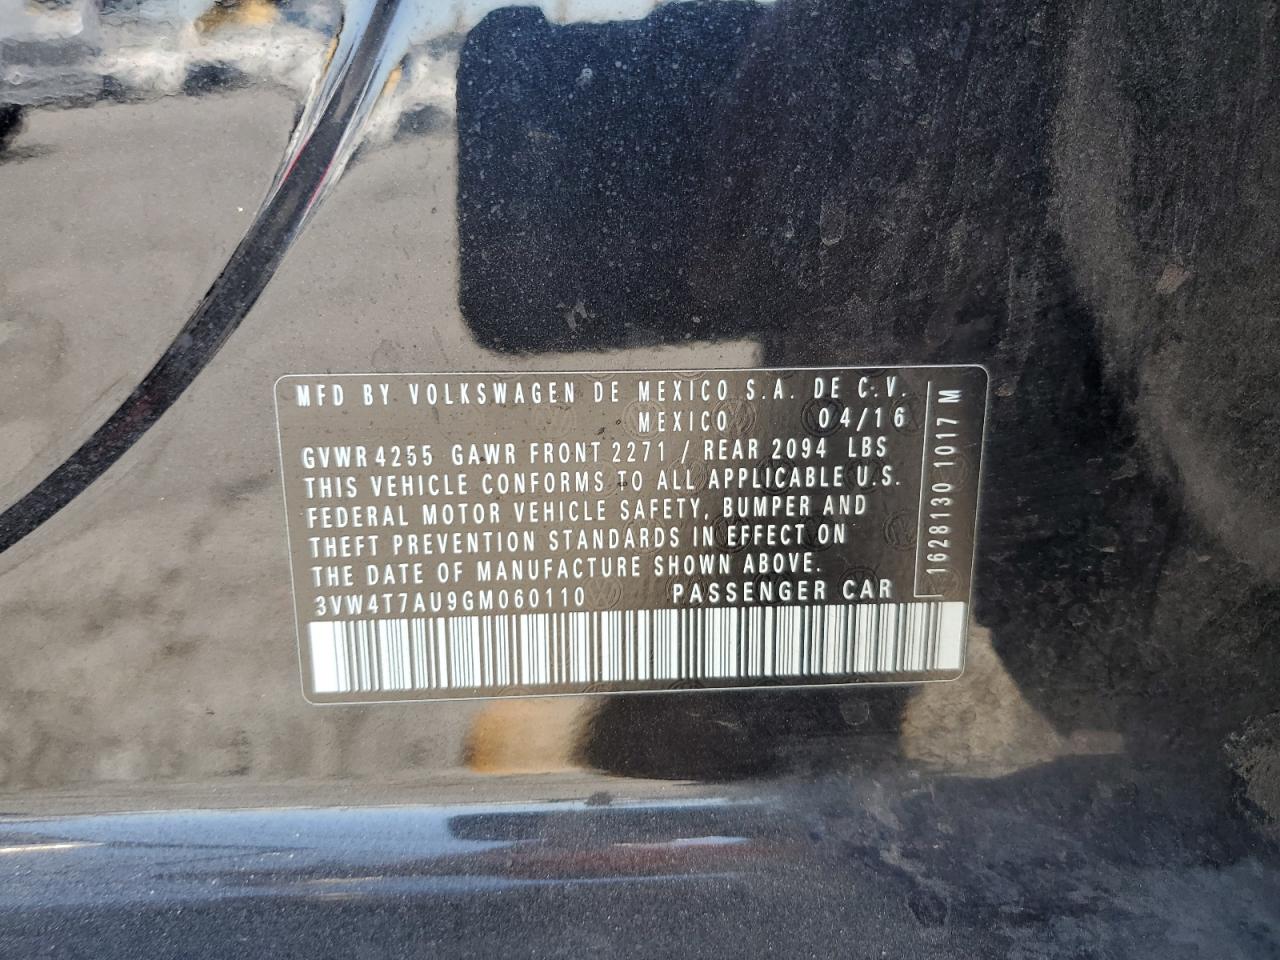 MFD BY VOLKSWAGEN DE MEXICO S.A. DE C.V.
MEXICO 04/16
GVWR 4255 GAWR FRONT 2271 / REAR 2094 LBS
THIS VEHICLE CONFORMS TO ALL APPLICABLE U.S.
FEDERAL MOTOR VEHICLE SAFETY, BUMPER AND
THEFT PREVENTION STANDARDS IN EFFECT ON
THE DATE OF MANUFACTURE SHOWN ABOVE.
3VW4T7AU9GM060110 PASSENGER CAR
1628130 1017 M